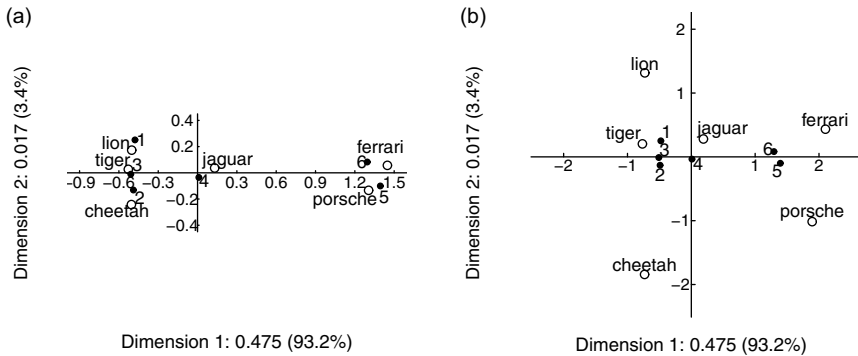 (a)
Dimension 2: 0.017 (3.4%)
0.4
0.2
−0.2
−0.4
−0.9 −0.6 −0.3 0 0.3 0.6 0.9 1.2 1.5
lion 1
tiger 3
2
cheetah
jaguar
4
ferrari
6
5
porsche
Dimension 1: 0.475 (93.2%)
(b)
Dimension 2: 0.017 (3.4%)
2
1
−1
−2
−2 −1 0 1 2
lion
tiger
1
3
2
jaguar
4
ferrari
6
5
porsche
cheetah
Dimension 1: 0.475 (93.2%)